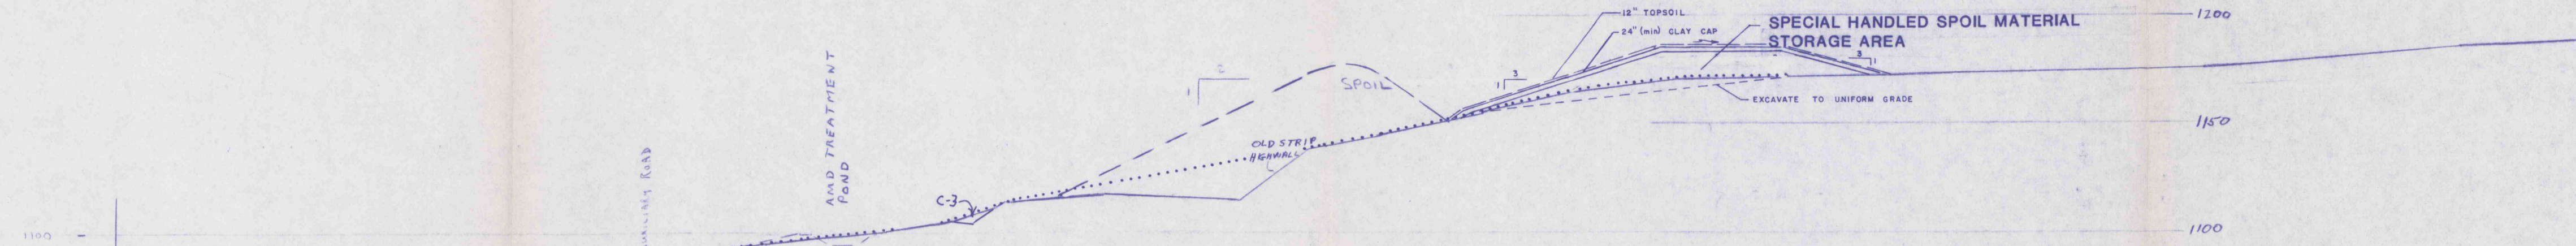 12" TOPSOIL
24" (min) CLAY CAP
SPECIAL HANDLED SPOIL MATERIAL
STORAGE AREA
1200
3
1
3
1
2
1
SPOIL
EXCAVATE TO UNIFORM GRADE
1150
OLD STRIP
HIGHWALL
AMD TREATMENT
POND
ROAD
C-3
1100
1100